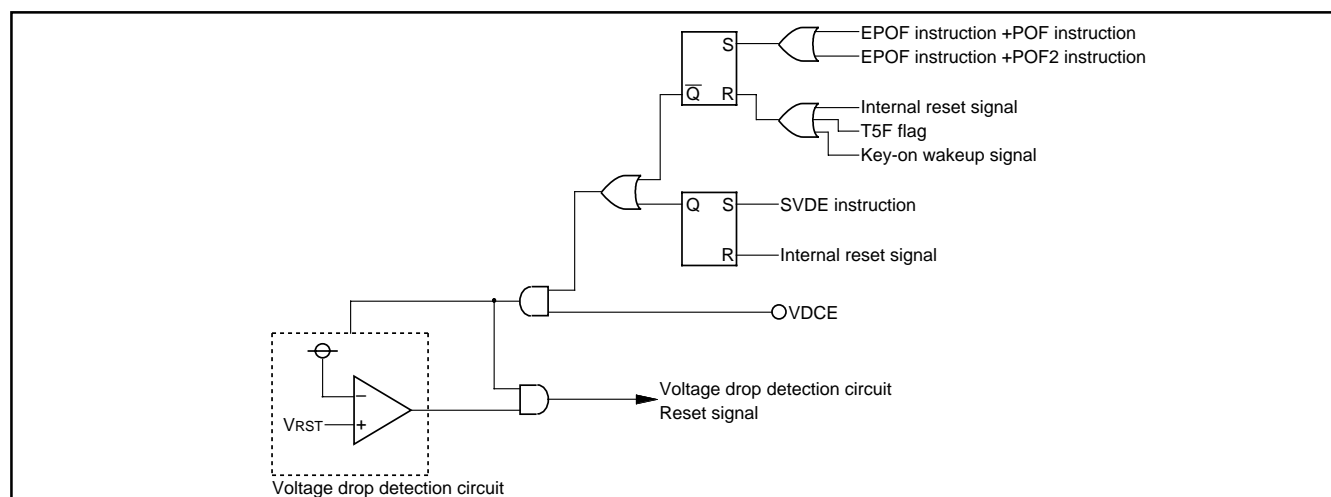 EPOF instruction +POF instruction
S
EPOF instruction +POF2 instruction
Q
R
Internal reset signal
T5F flag
Key-on wakeup signal
Q
S
SVDE instruction
R
Internal reset signal
VDCE
−
VRST
+
Voltage drop detection circuit
Reset signal
Voltage drop detection circuit